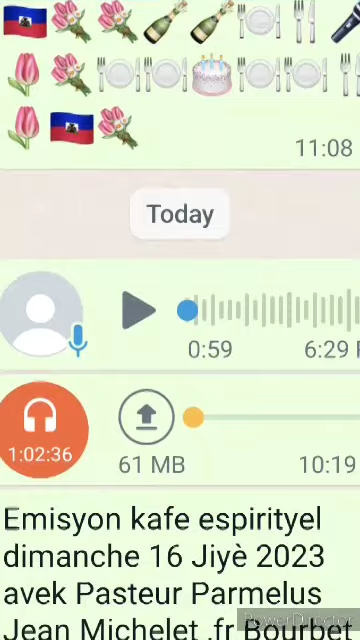 11:08
Today
0:59
6:29
1:02:36
61 MB
10:19
Emisyon kafe espirityel
dimanche 16 Jiyè 2023
avek Pasteur Parmelus
Jean Michelet .fr Bourbet
PowerDirector